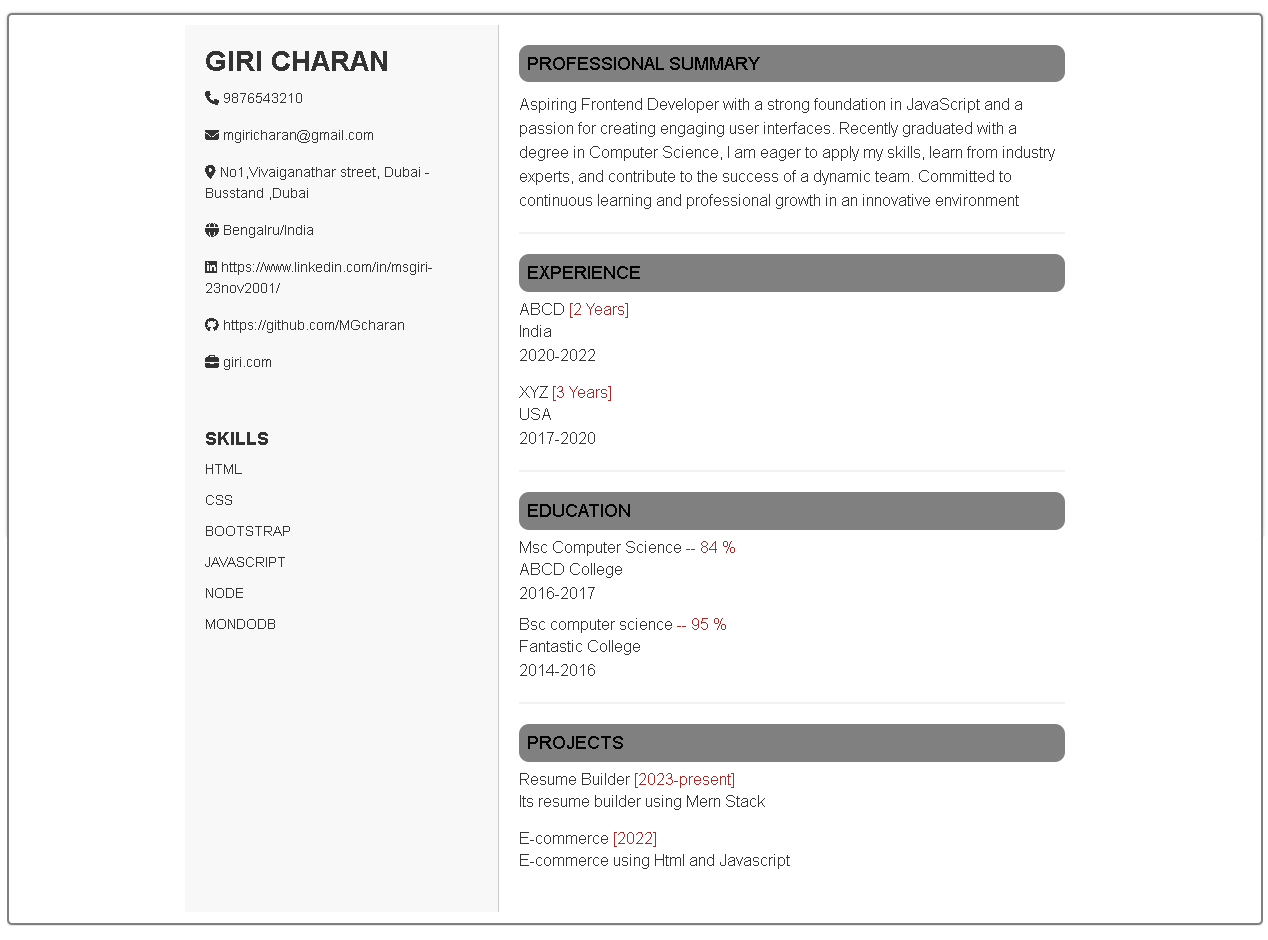 GIRI CHARAN
9876543210
mgiricharan@gmail.com
No1,Vivaiganathar street, Dubai -
Busstand ,Dubai
Bengalru/India
https://www.linkedin.com/in/msgiri-
23nov2001/
https://github.com/MGcharan
giri.com
SKILLS
HTML
CSS
BOOTSTRAP
JAVASCRIPT
NODE
MONDODB
PROFESSIONAL SUMMARY
Aspiring Frontend Developer with a strong foundation in JavaScript and a
passion for creating engaging user interfaces. Recently graduated with a
degree in Computer Science, I am eager to apply my skills, learn from industry
experts, and contribute to the success of a dynamic team. Committed to
continuous learning and professional growth in an innovative environment
EXPERIENCE
ABCD [2 Years]
India
2020-2022
XYZ [3 Years]
USA
2017-2020
EDUCATION
Msc Computer Science -- 84 %
ABCD College
2016-2017
Bsc computer science -- 95 %
Fantastic College
2014-2016
PROJECTS
Resume Builder [2023-present]
Its resume builder using Mern Stack
E-commerce [2022]
E-commerce using Html and Javascript